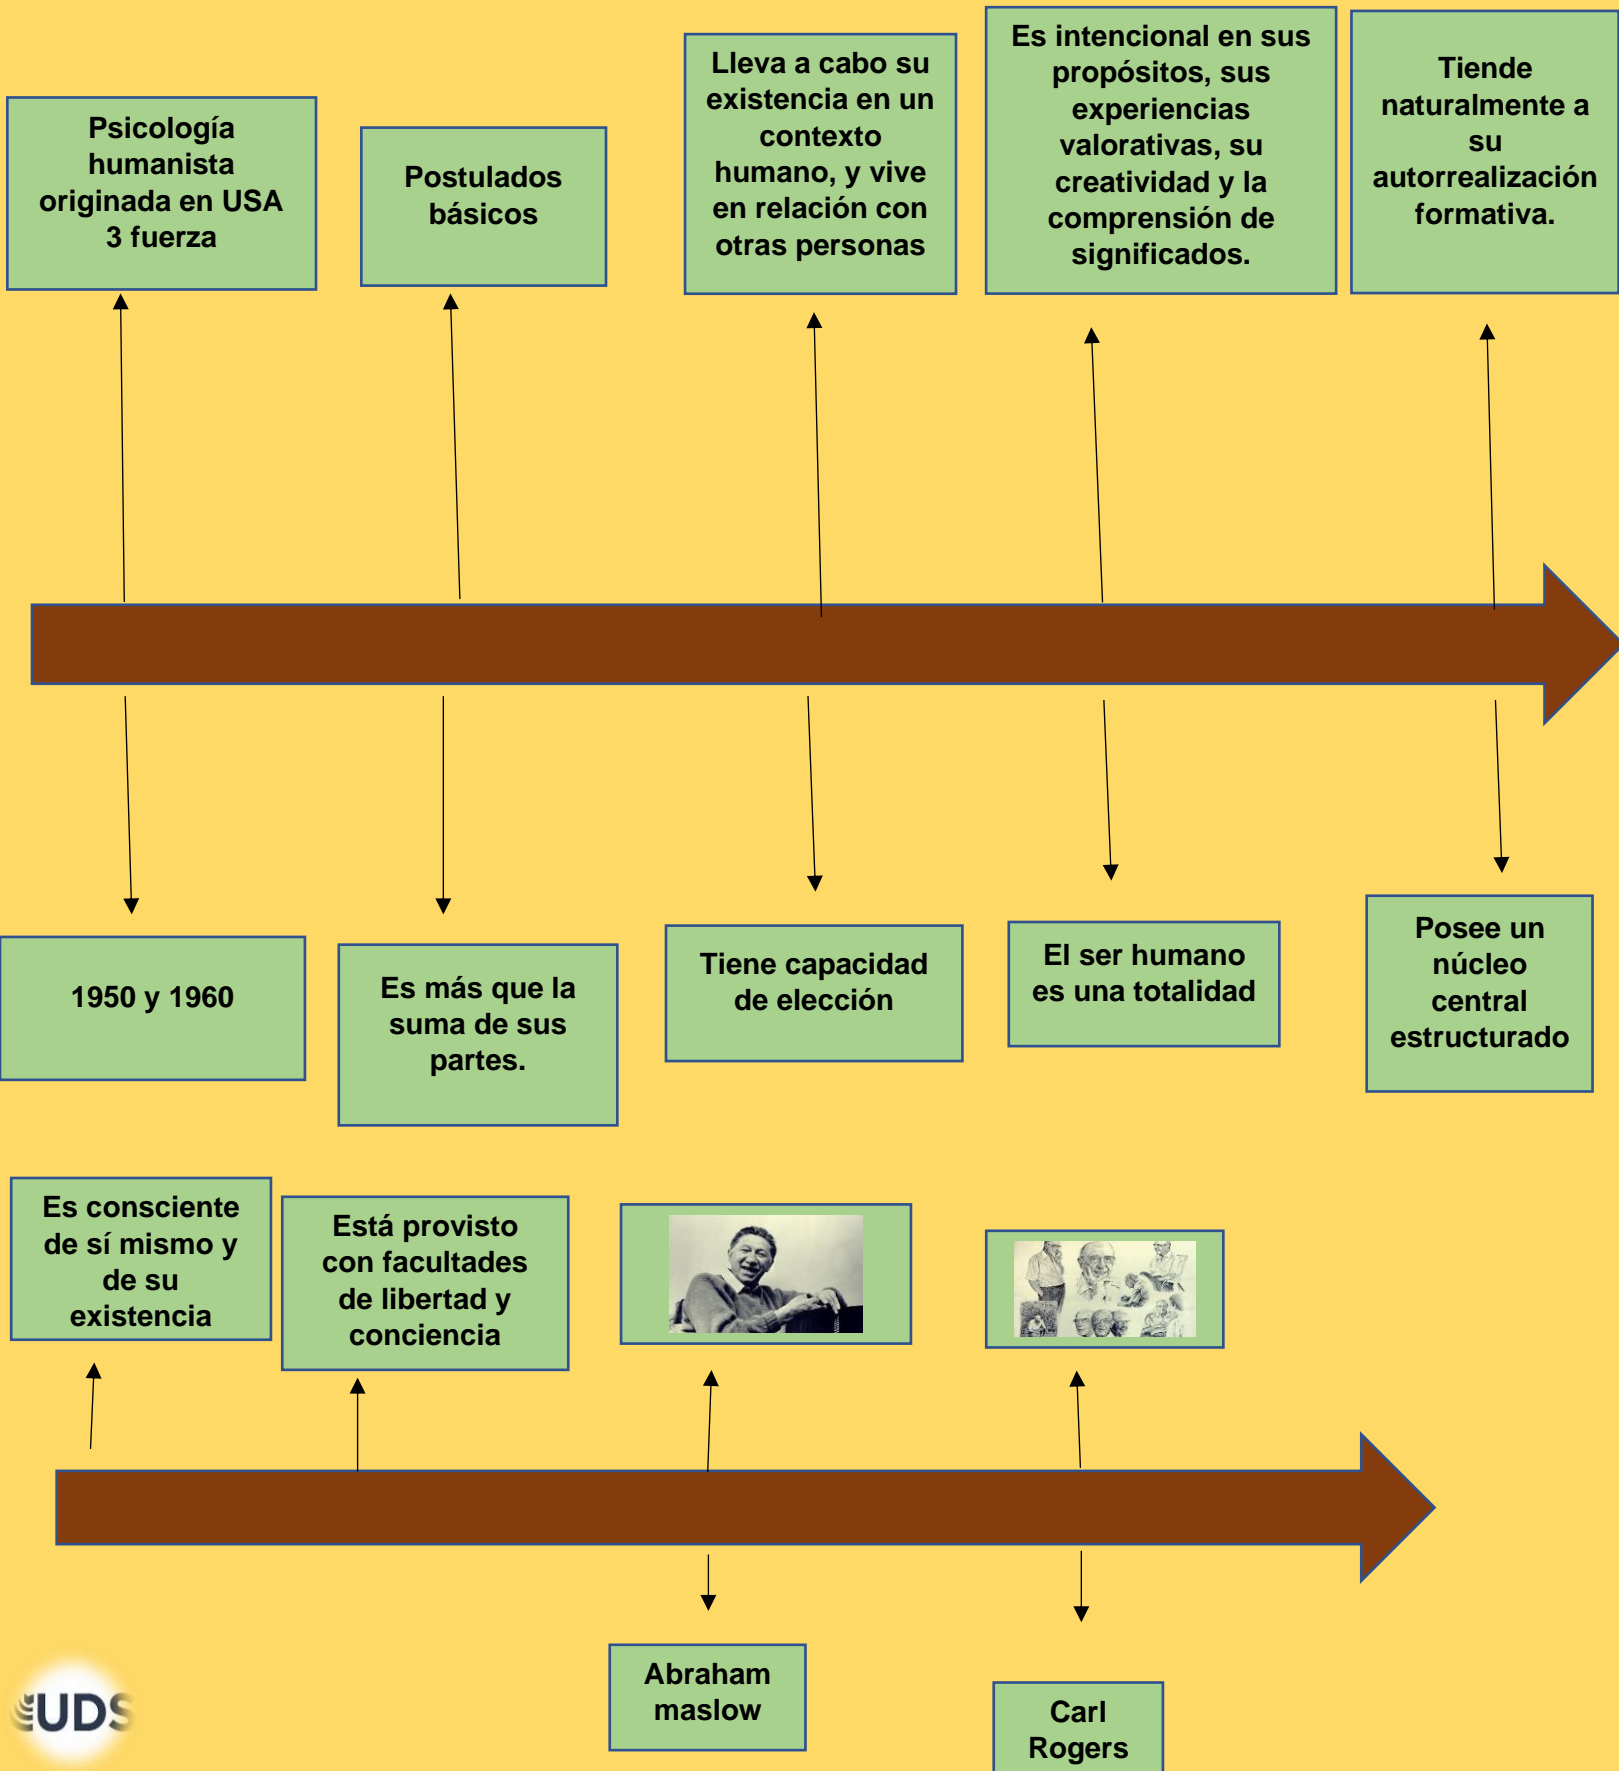 Psicología
humanista
originada en USA
3 fuerza
Postulados
básicos
Lleva a cabo su
existencia en un
contexto
humano, y vive
en relación con
otras personas
Es intencional en sus
propósitos, sus
experiencias
valorativas, su
creatividad y la
comprensión de
significados.
Tiende
naturalmente a
su
autorrealización
formativa.
1950 y 1960
Es más que la
suma de sus
partes.
Tiene capacidad
de elección
El ser humano
es una totalidad
Posee un
núcleo
central
estructurado
Es consciente
de sí mismo y
de su
existencia
Está provisto
con facultades
de libertad y
conciencia
Abraham
maslow
Carl
Rogers
UDS